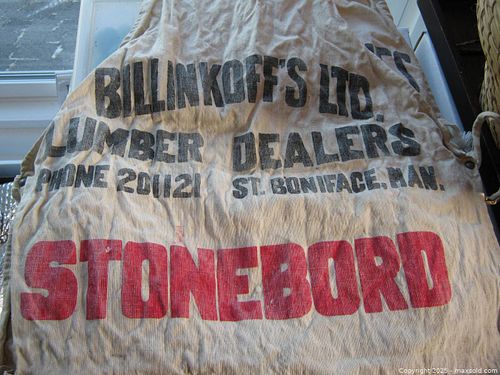 BILLINKOFF'S LTD.
LUMBER DEALERS
PHONE 201121 ST. BONIFACE, MAN.
STONEBORD
Copyright 2025 - maxsold.com